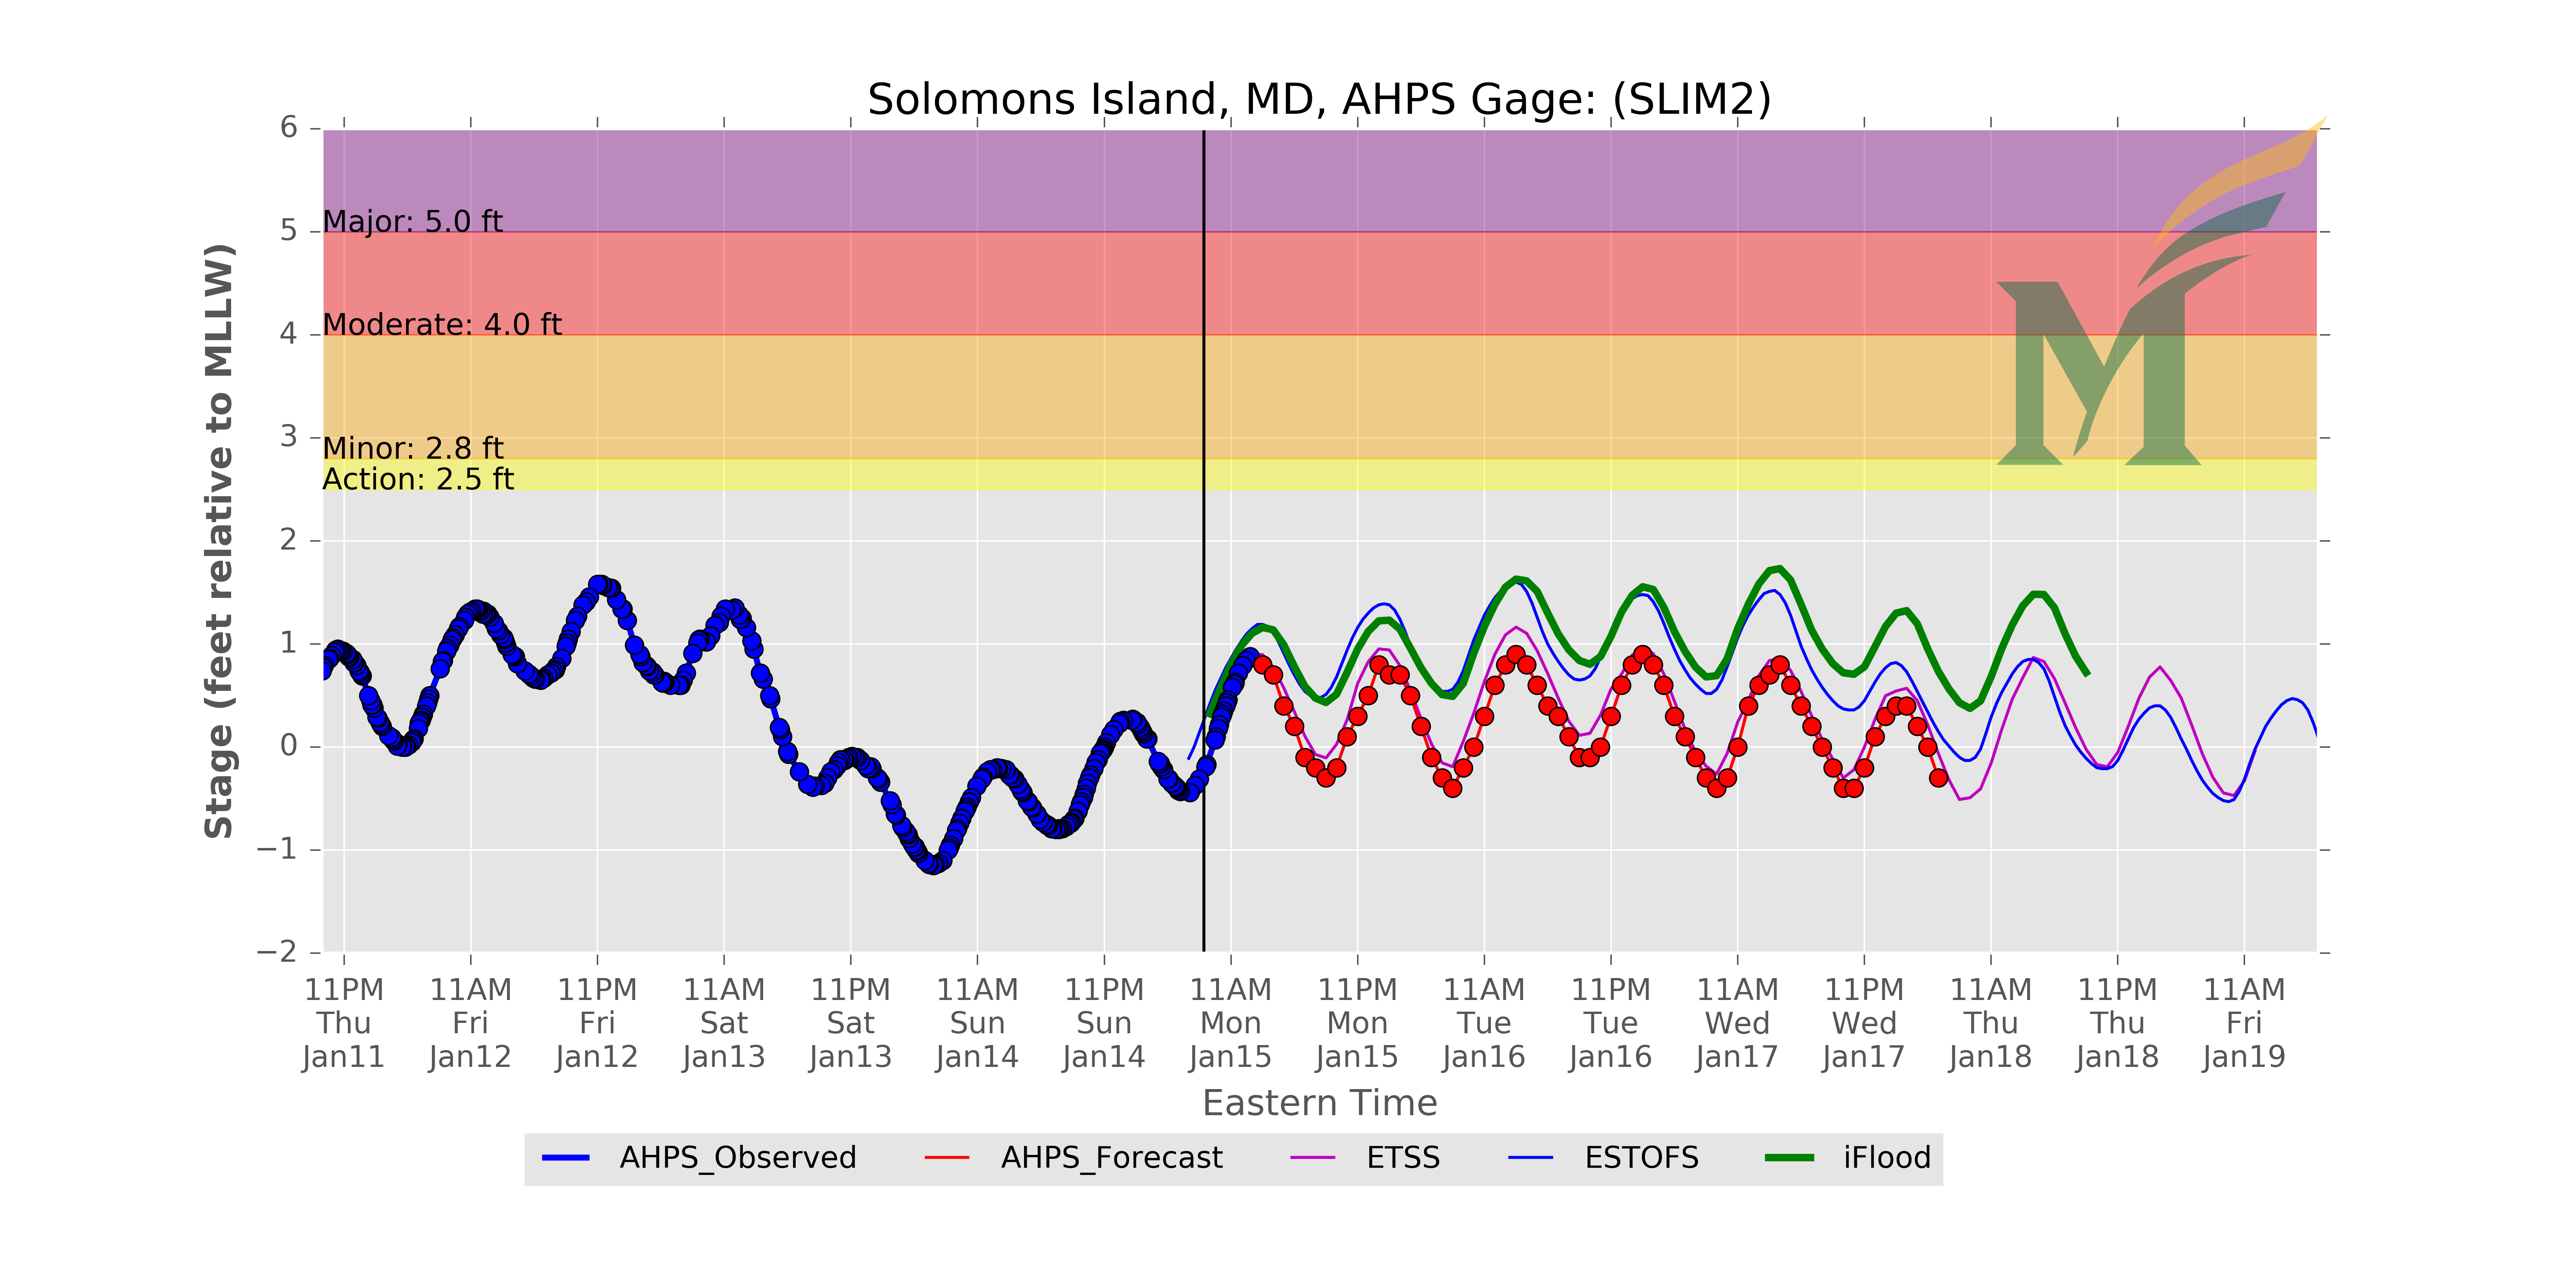 Solomons Island, MD, AHPS Gage: (SLIM2)
Stage (feet relative to MLLW)
6
5
4
3
2
1
0
−1
−2
Major: 5.0 ft
Moderate: 4.0 ft
Minor: 2.8 ft
Action: 2.5 ft
M
11PM 11AM 11PM 11AM 11PM 11AM 11PM 11AM 11PM 11AM 11PM 11AM 11PM 11AM 11PM 11AM
Thu Fri Fri Sat Sat Sun Sun Mon Mon Tue Tue Wed Wed Thu Thu Fri
Jan11 Jan12 Jan12 Jan13 Jan13 Jan14 Jan14 Jan15 Jan15 Jan16 Jan16 Jan17 Jan17 Jan18 Jan18 Jan19
Eastern Time
AHPS_Observed AHPS_Forecast ETSS ESTOFS iFlood